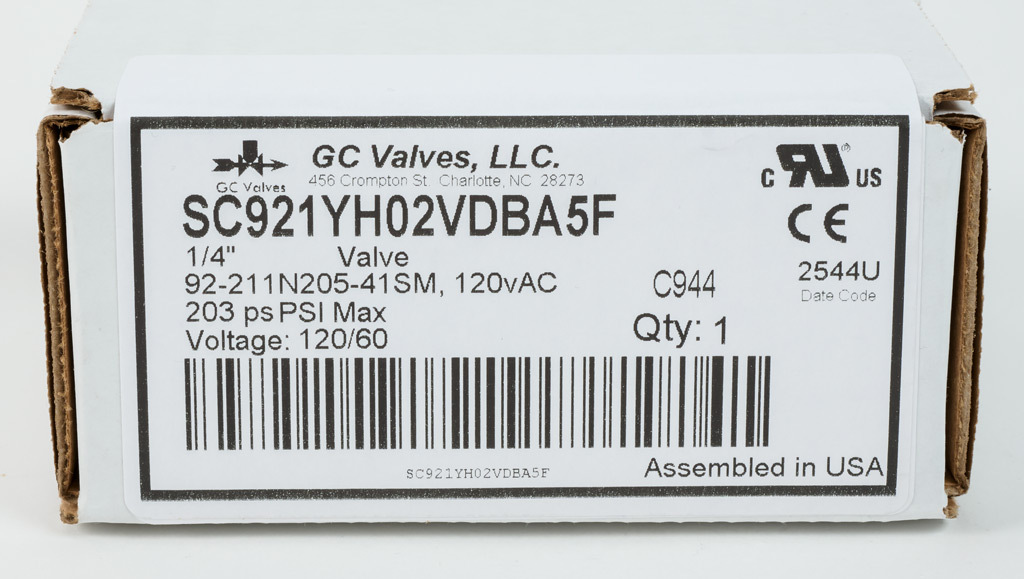 GC Valves
GC Valves, LLC.
456 Crompton St. Charlotte, NC 28273
SC921YH02VDBA5F
1/4" Valve
92-211N205-41SM, 120vAC
203 ps PSI Max
Voltage: 120/60
C944
Qty: 1
c RU® US
CE
2544U
Date Code
SC921YH02VDBA5F
Assembled in USA